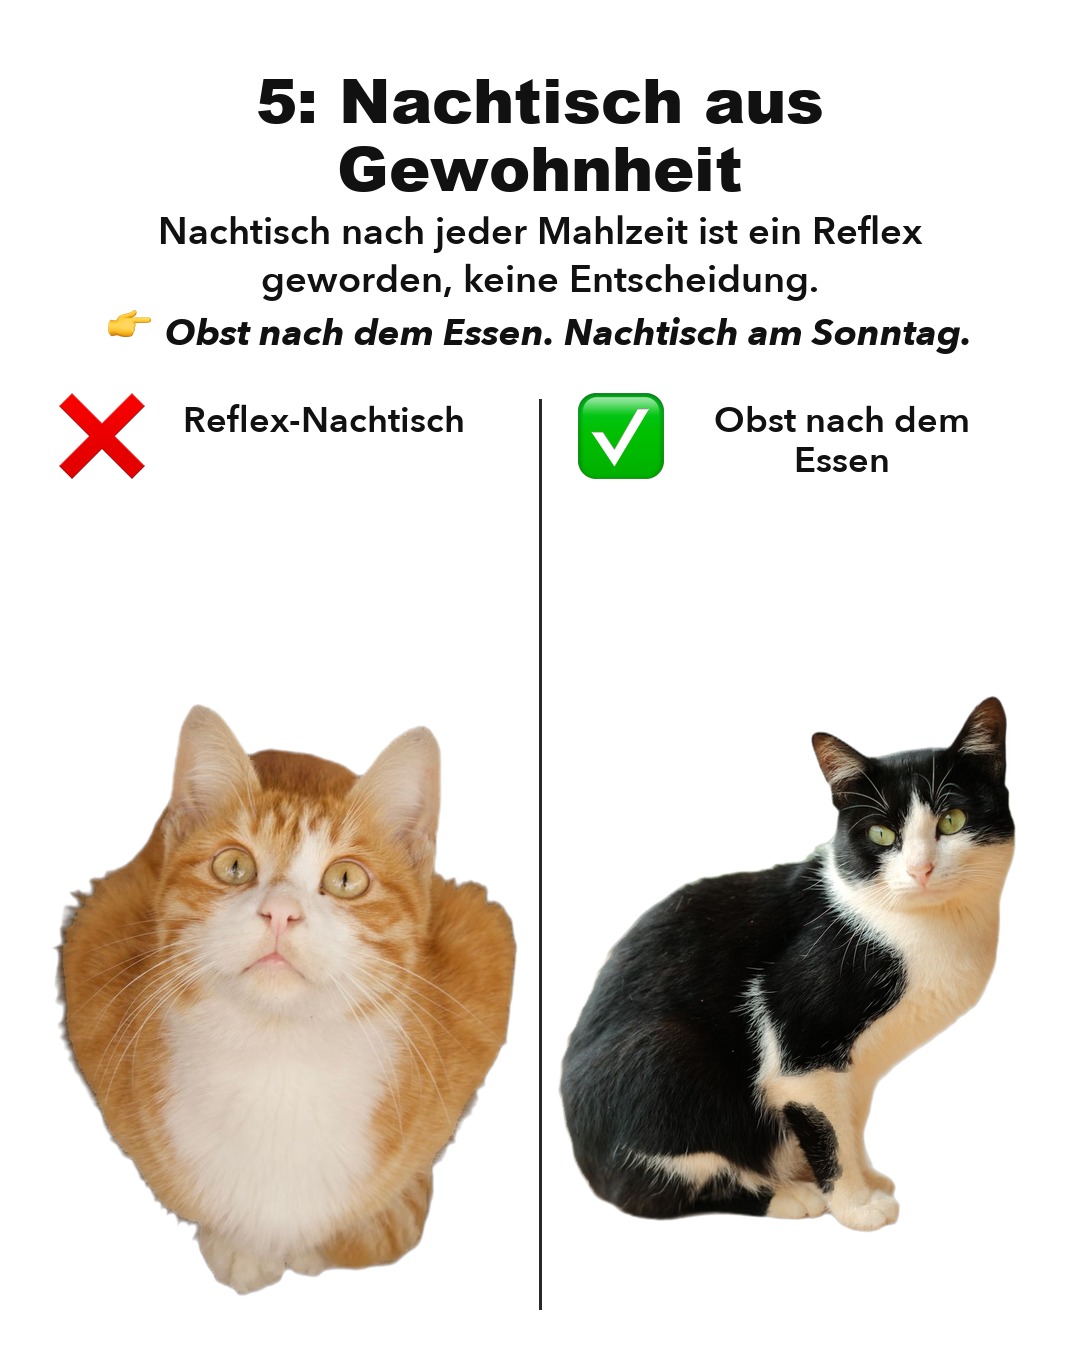 5: Nachtisch aus
Gewohnheit
Nachtisch nach jeder Mahlzeit ist ein Reflex
geworden, keine Entscheidung.
👉 Obst nach dem Essen. Nachtisch am Sonntag.
❌ Reflex-Nachtisch
✅ Obst nach dem
Essen